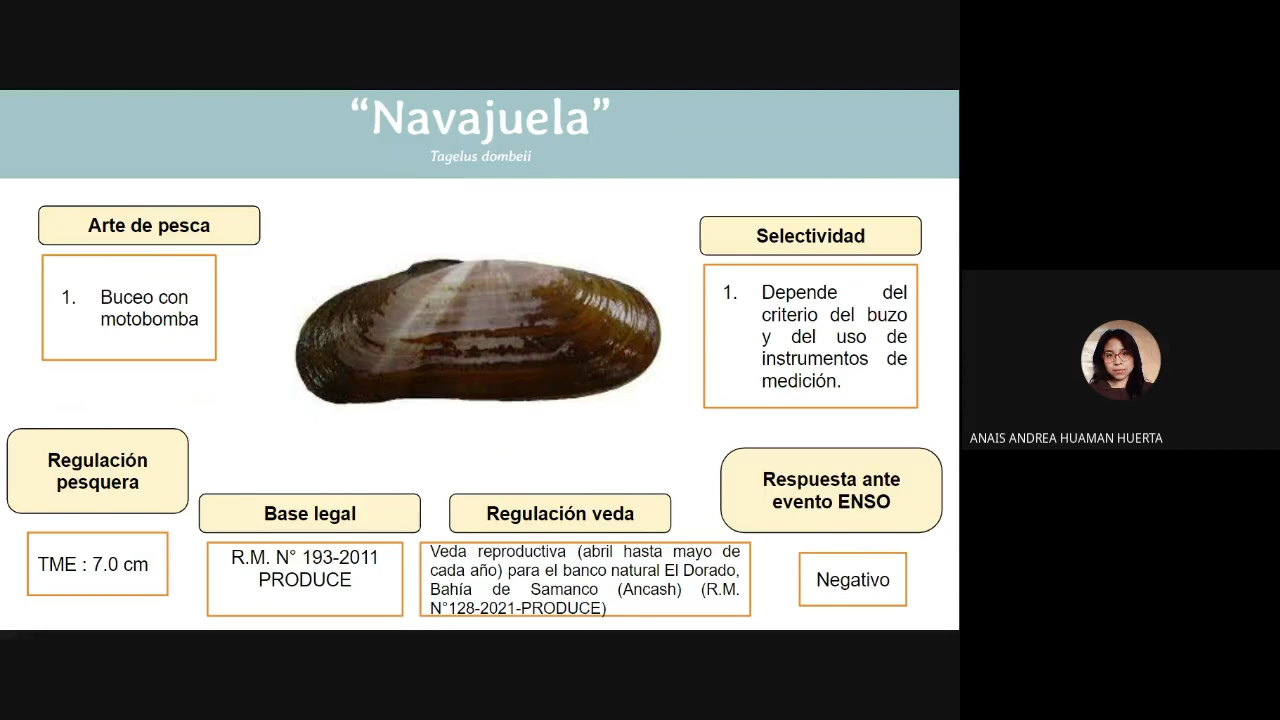 “Navajuela”
Tagelus dombeii
Arte de pesca
1. Buceo con
motobomba
Selectividad
1. Depende del
criterio del buzo
y del uso de
instrumentos de
medición.
Regulación
pesquera
TME : 7.0 cm
Base legal
R.M. N° 193-2011
PRODUCE
Regulación veda
Veda reproductiva (abril hasta mayo de
cada año) para el banco natural El Dorado,
Bahía de Samanco (Ancash) (R.M.
N°128-2021-PRODUCE)
Respuesta ante
evento ENSO
Negativo
ANAIS ANDREA HUAMAN HUERTA